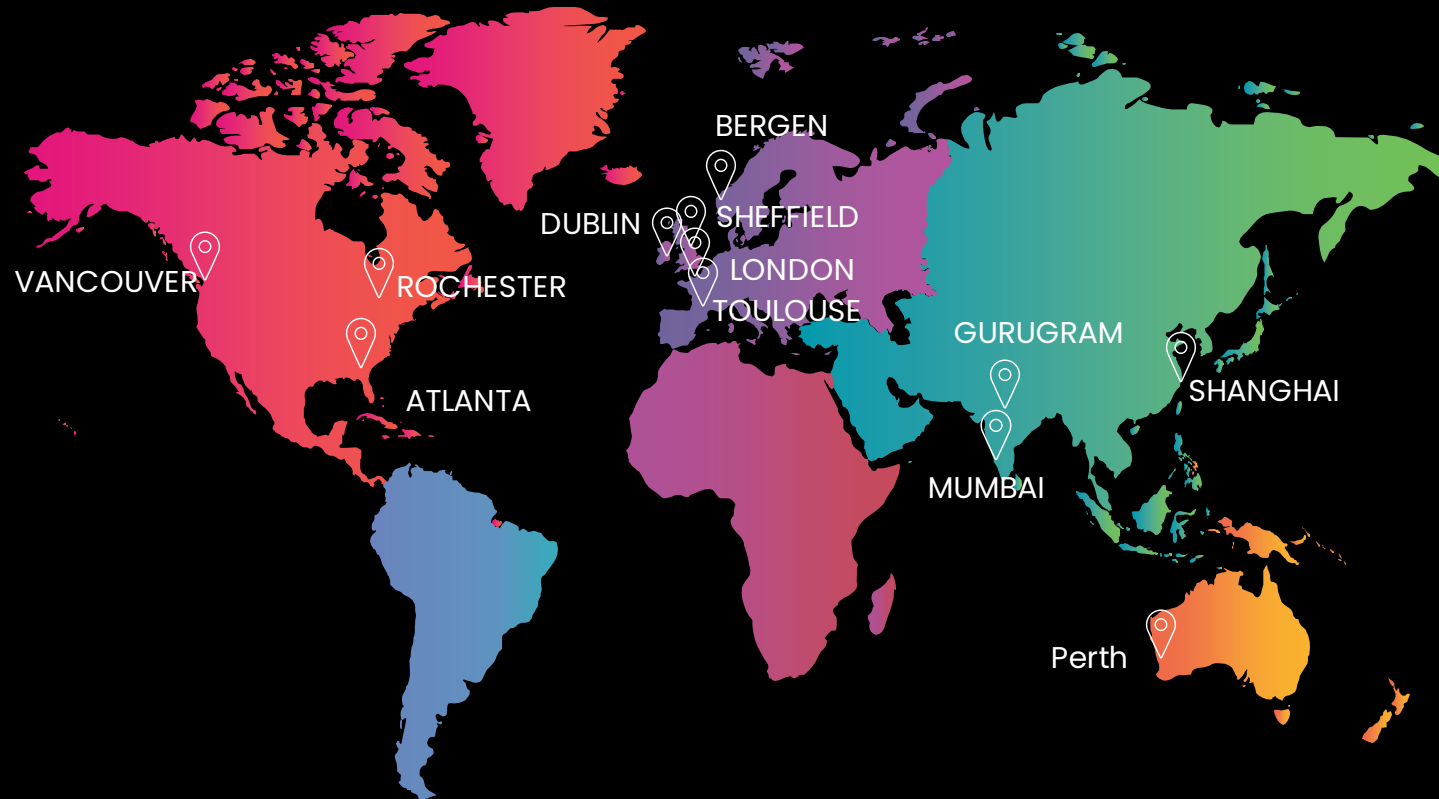 BERGEN
DUBLIN
SHEFFIELD
VANCOUVER
ROCHESTER
LONDON
TOULOUSE
GURUGRAM
ATLANTA
SHANGHAI
MUMBAI
Perth